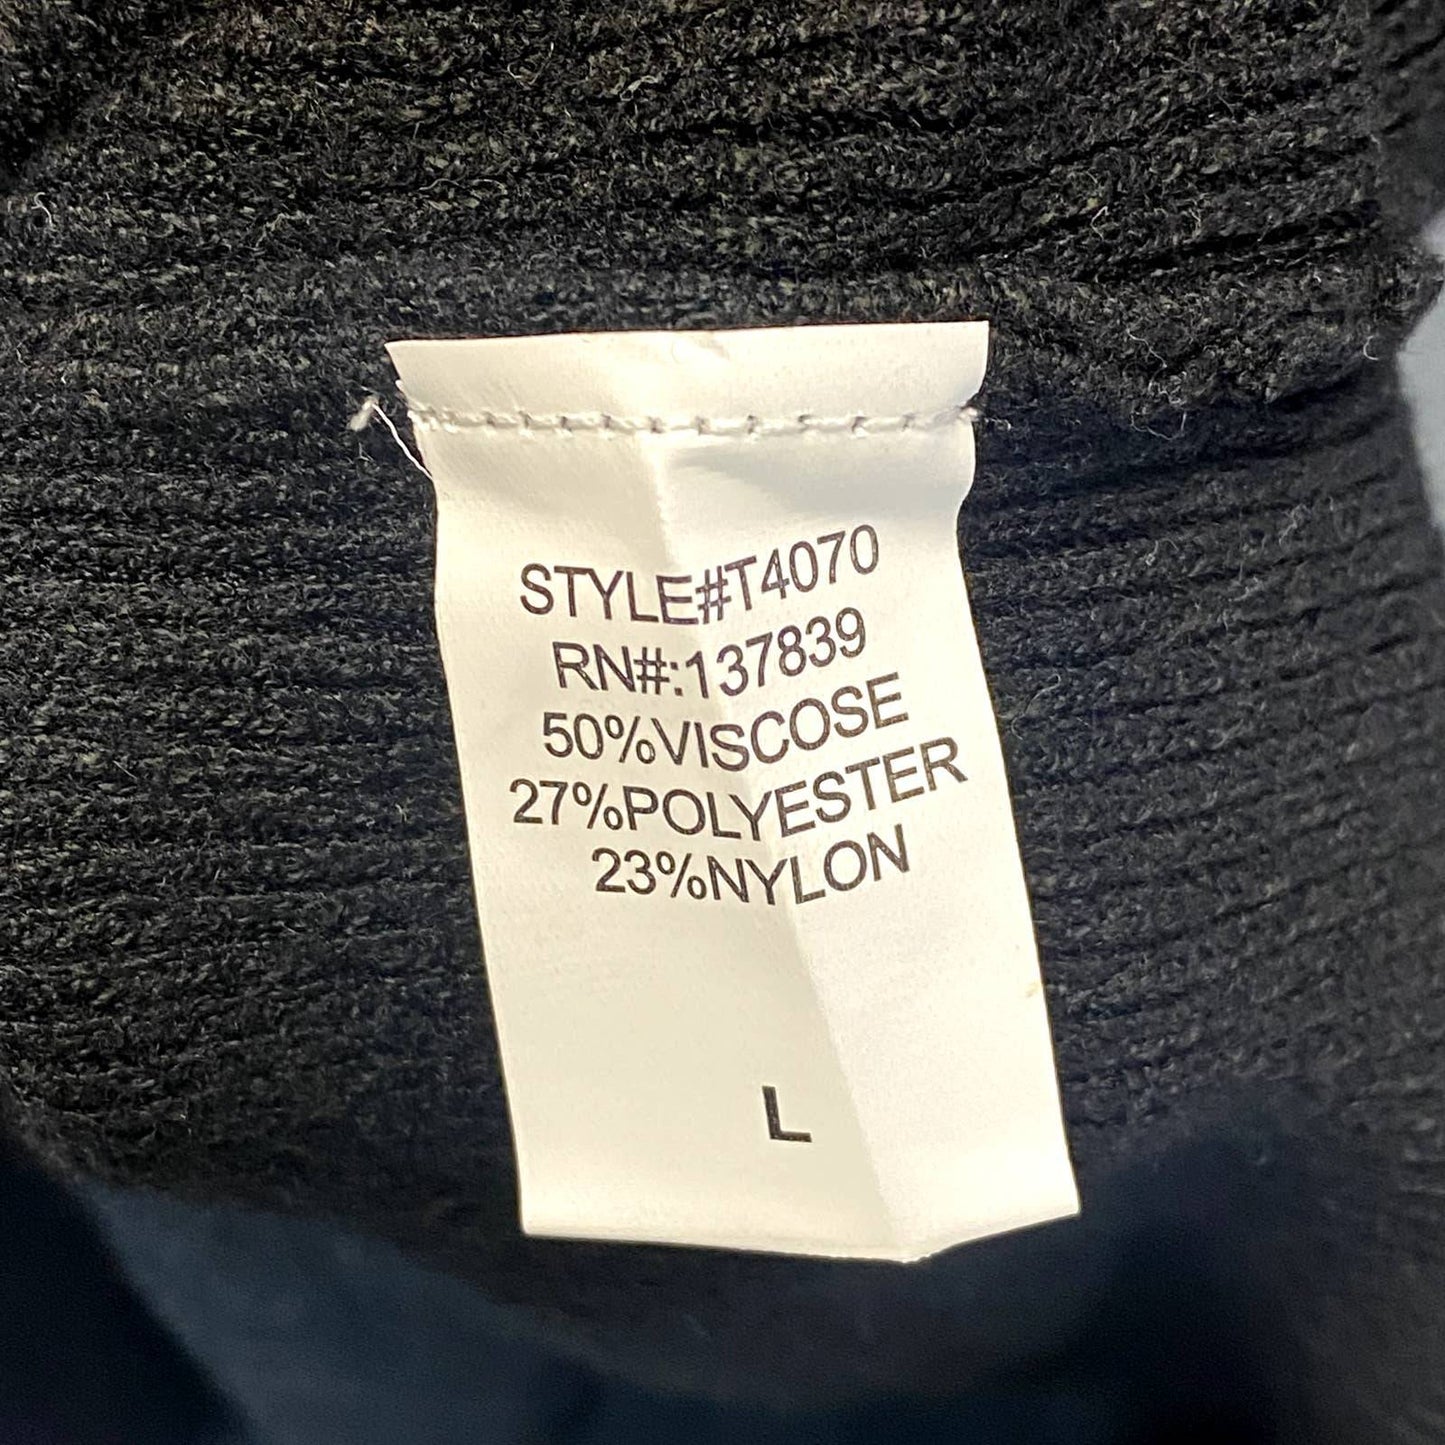 STYLE#T4070
RN#:137839
50%VISCOSE
27%POLYESTER
23%NYLON
L